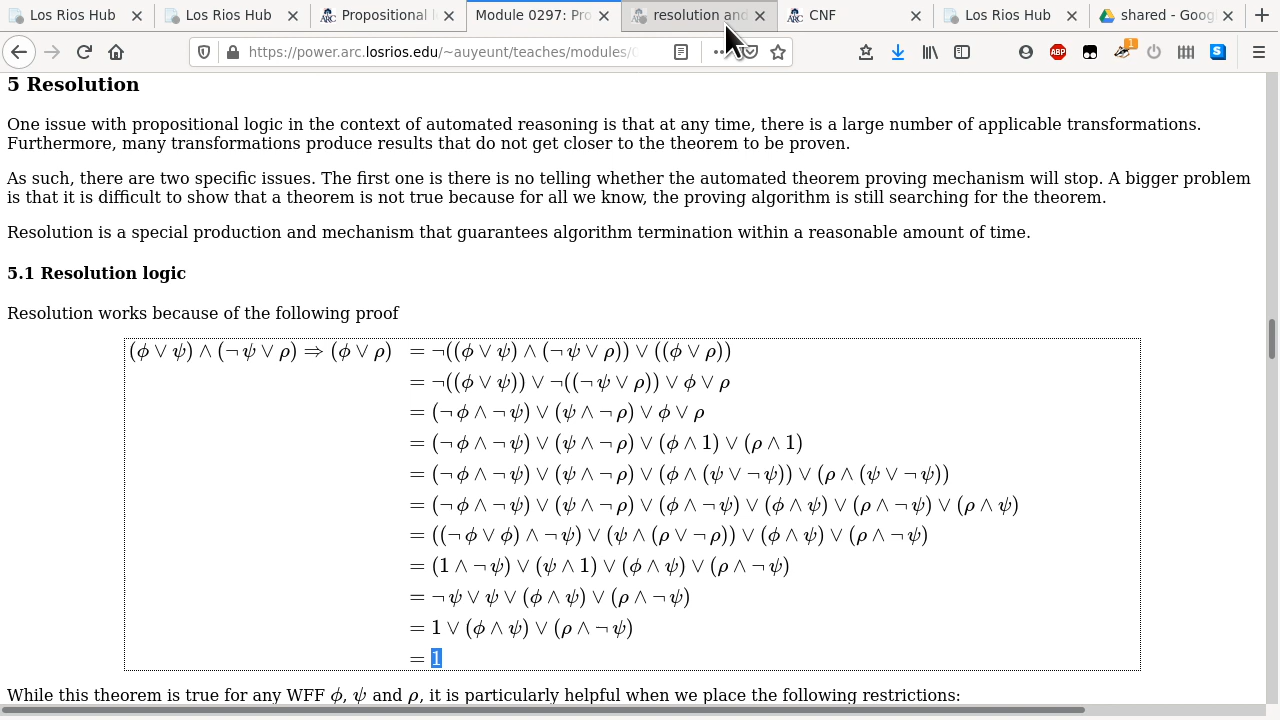 Los Rios Hub
Los Rios Hub
Propositional l
Module 0297: Pro
resolution and
CNF
Los Rios Hub
shared - Goog
https://power.arc.losrios.edu/~auyeunt/teaches/modules/0
ABP
1
S
5 Resolution
One issue with propositional logic in the context of automated reasoning is that at any time, there is a large number of applicable transformations.
Furthermore, many transformations produce results that do not get closer to the theorem to be proven.
As such, there are two specific issues. The first one is there is no telling whether the automated theorem proving mechanism will stop. A bigger problem
is that it is difficult to show that a theorem is not true because for all we know, the proving algorithm is still searching for the theorem.
Resolution is a special production and mechanism that guarantees algorithm termination within a reasonable amount of time.
5.1 Resolution logic
Resolution works because of the following proof
(ϕ ∨ ψ) ∧ (¬ ψ ∨ ρ) ⇒ (ϕ ∨ ρ) = ¬((ϕ ∨ ψ) ∧ (¬ ψ ∨ ρ)) ∨ ((ϕ ∨ ρ))
= ¬((ϕ ∨ ψ)) ∨ ¬((¬ ψ ∨ ρ)) ∨ ϕ ∨ ρ
= (¬ ϕ ∧ ¬ ψ) ∨ (ψ ∧ ¬ ρ) ∨ ϕ ∨ ρ
= (¬ ϕ ∧ ¬ ψ) ∨ (ψ ∧ ¬ ρ) ∨ (ϕ ∧ 1) ∨ (ρ ∧ 1)
= (¬ ϕ ∧ ¬ ψ) ∨ (ψ ∧ ¬ ρ) ∨ (ϕ ∧ (ψ ∨ ¬ ψ)) ∨ (ρ ∧ (ψ ∨ ¬ ψ))
= (¬ ϕ ∧ ¬ ψ) ∨ (ψ ∧ ¬ ρ) ∨ (ϕ ∧ ¬ ψ) ∨ (ϕ ∧ ψ) ∨ (ρ ∧ ¬ ψ) ∨ (ρ ∧ ψ)
= ((¬ ϕ ∨ ϕ) ∧ ¬ ψ) ∨ (ψ ∧ (ρ ∨ ¬ ρ)) ∨ (ϕ ∧ ψ) ∨ (ρ ∧ ¬ ψ)
= (1 ∧ ¬ ψ) ∨ (ψ ∧ 1) ∨ (ϕ ∧ ψ) ∨ (ρ ∧ ¬ ψ)
= ¬ ψ ∨ ψ ∨ (ϕ ∧ ψ) ∨ (ρ ∧ ¬ ψ)
= 1 ∨ (ϕ ∧ ψ) ∨ (ρ ∧ ¬ ψ)
= 1
While this theorem is true for any WFF ϕ, ψ and ρ, it is particularly helpful when we place the following restrictions: